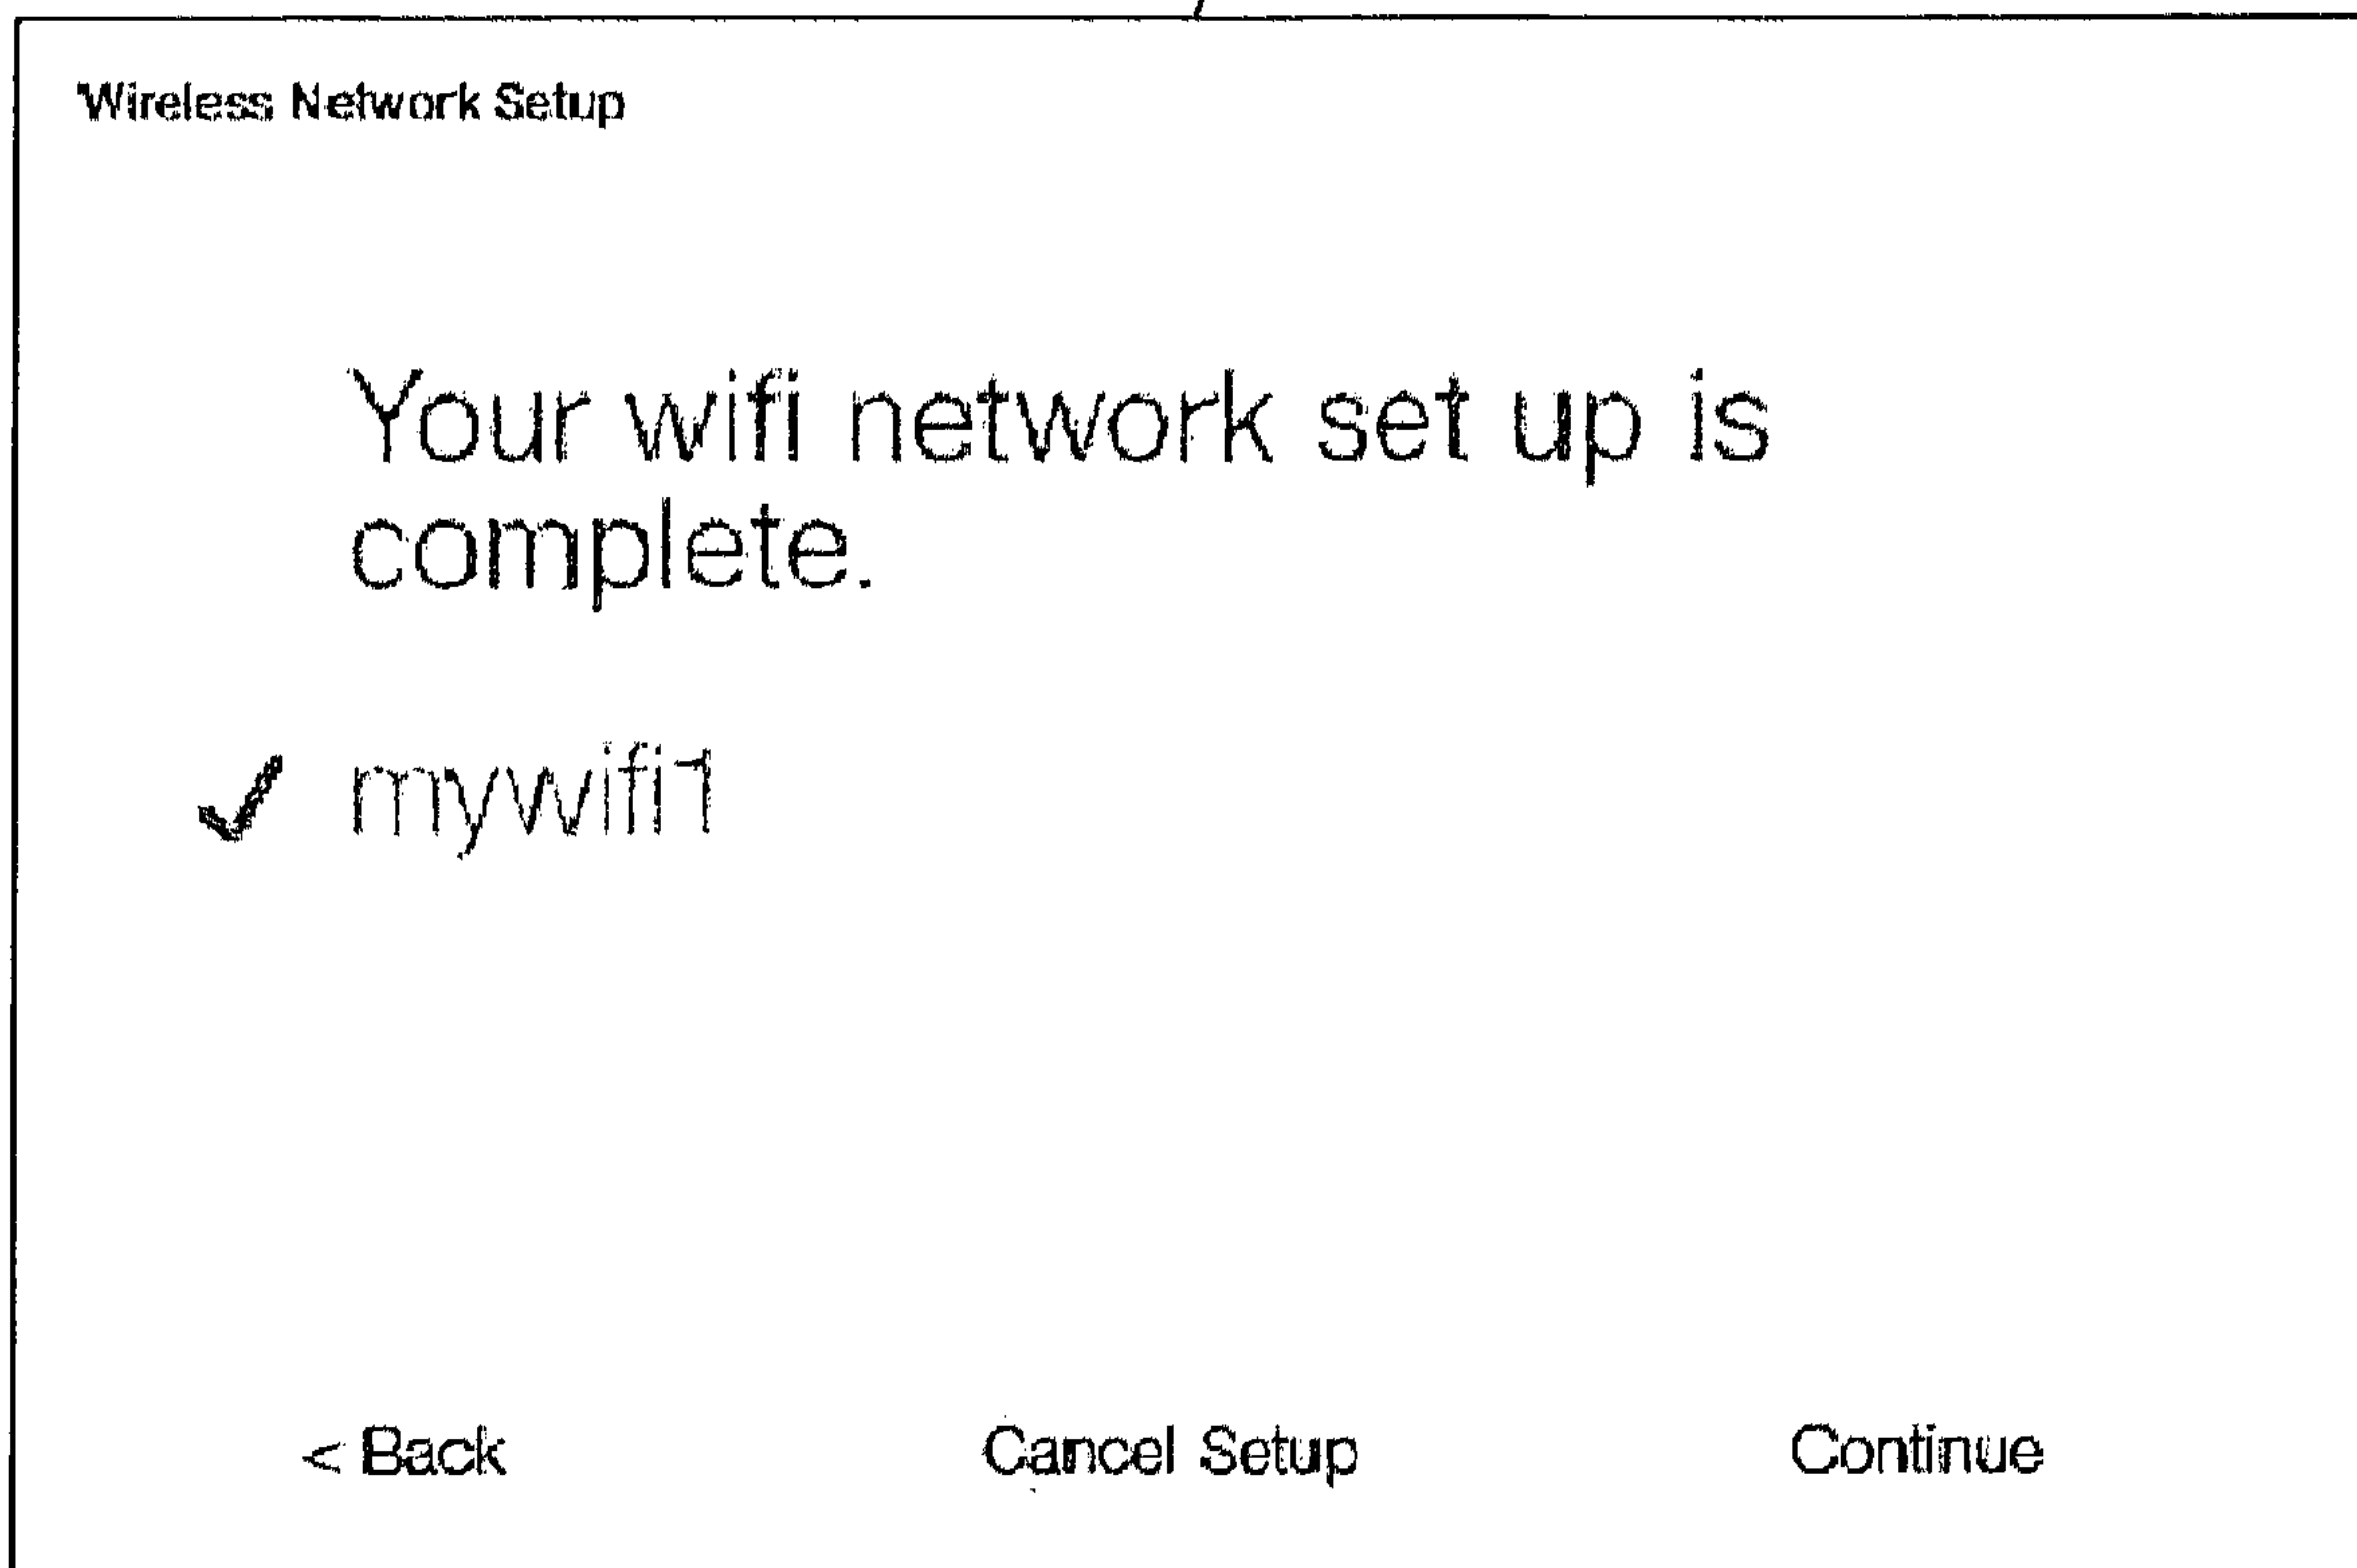 Wireless Network Setup
Your wifi network set up is
complete.
✓ mywifi1
< Back Cancel Setup Continue